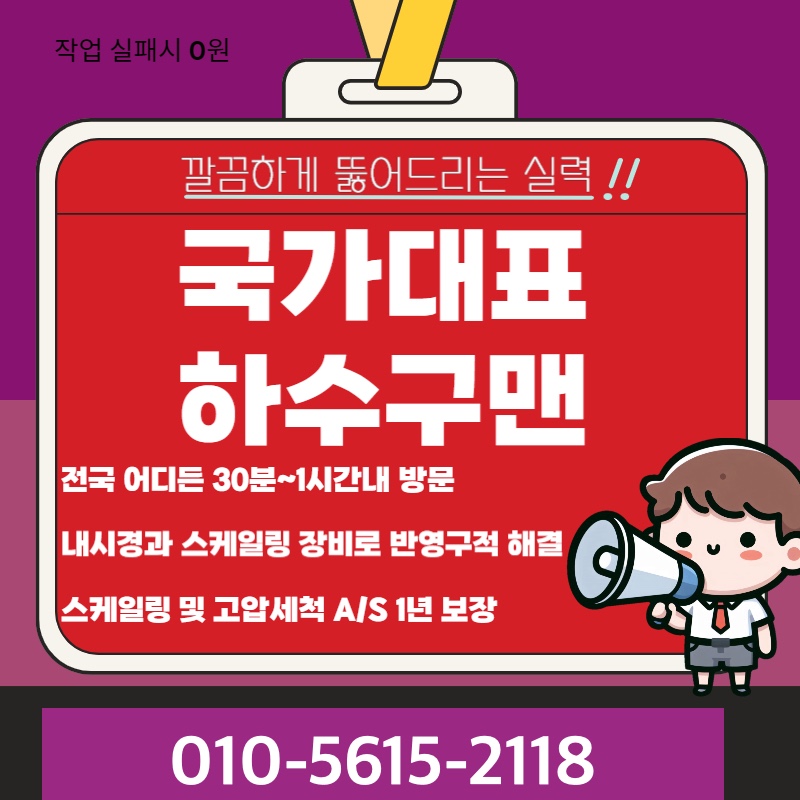 작업 실패시 0원
깔끔하게 뚫어드리는 실력!!
국가대표
하수구맨
전국 어디든 30분~1시간내 방문
내시경과 스케일링 장비로 반영구적 해결
스케일링 및 고압세척 A/S 1년 보장
010-5615-2118